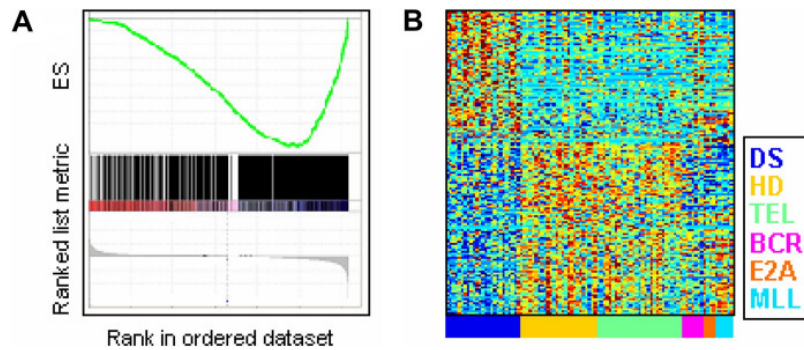 A
ES
Ranked list metric
Rank in ordered dataset
B
DS
HD
TEL
BCR
E2A
MLL